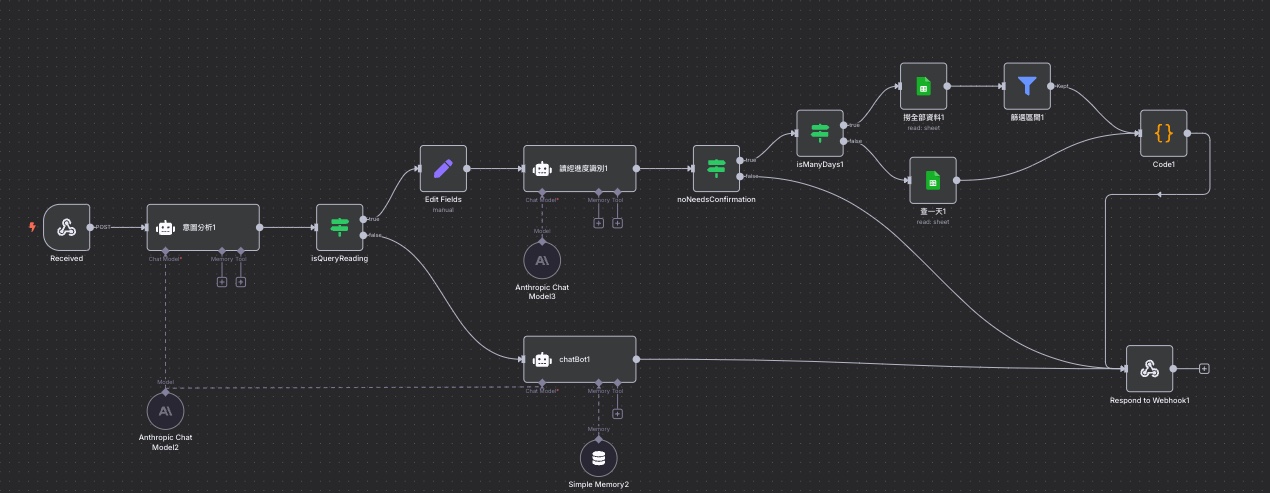 撈全部資料1
read: sheet
篩選區間1
Kept
true
isManyDays1
false
Code1
查一天1
read: sheet
Edit Fields
manual
讀經進度識別1
Chat Model*
Memory
Tool
true
noNeedsConfirmation
false
Received
POST
意圖分析1
Chat Model*
Memory
Tool
true
isQueryReading
false
Model
Anthropic Chat
Model3
chatBot1
Chat Model*
Memory
Tool
Respond to Webhook1
Model
Anthropic Chat
Model2
Memory
Simple Memory2